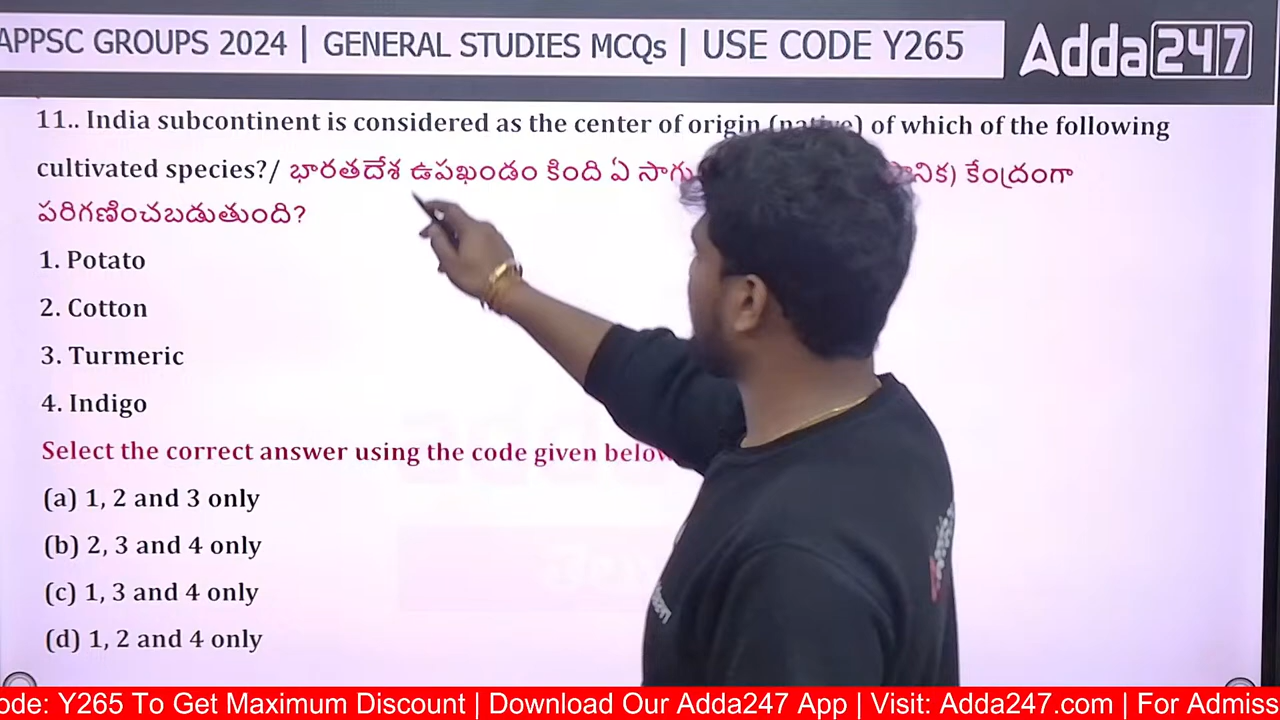 APPSC GROUPS 2024 | GENERAL STUDIES MCQs | USE CODE Y265
Adda247
11.. India subcontinent is considered as the center of origin (native) of which of the following
cultivated species?/ భారతదేశ ఉపఖండం కింది ఏ సాగు కేంద్రంగా
పరిగణించబడుతుంది?
1. Potato
2. Cotton
3. Turmeric
4. Indigo
Select the correct answer using the code given below
(a) 1, 2 and 3 only
(b) 2, 3 and 4 only
(c) 1, 3 and 4 only
(d) 1, 2 and 4 only
ode: Y265 To Get Maximum Discount | Download Our Adda247 App | Visit: Adda247.com | For Admiss